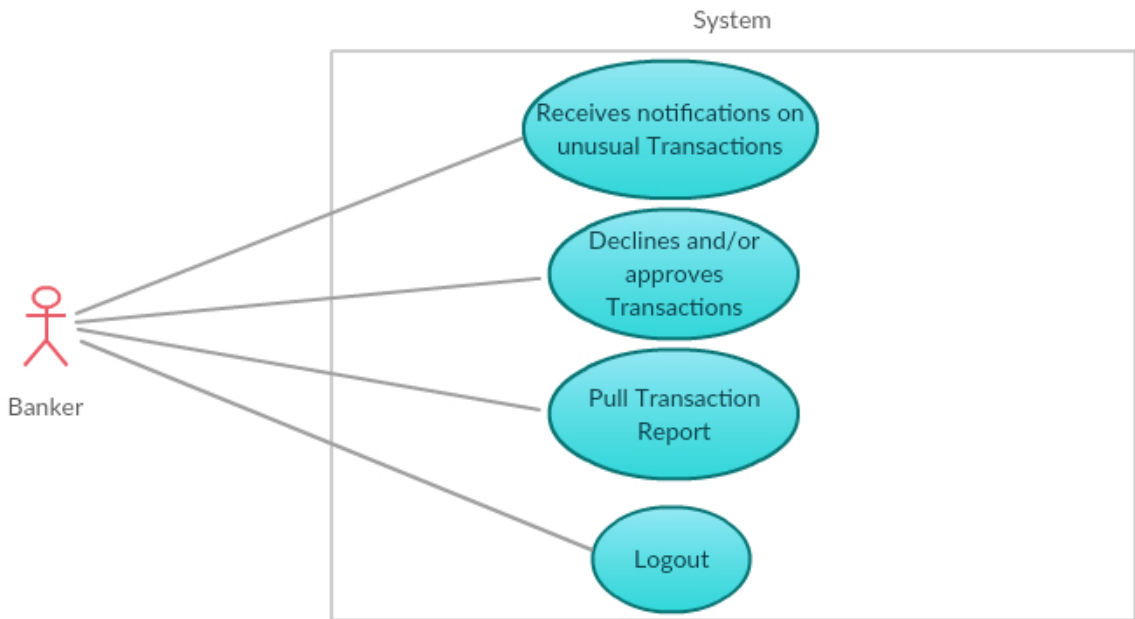 System
Receives notifications on
unusual Transactions
Declines and/or
approves
Transactions
Banker
Pull Transaction
Report
Logout